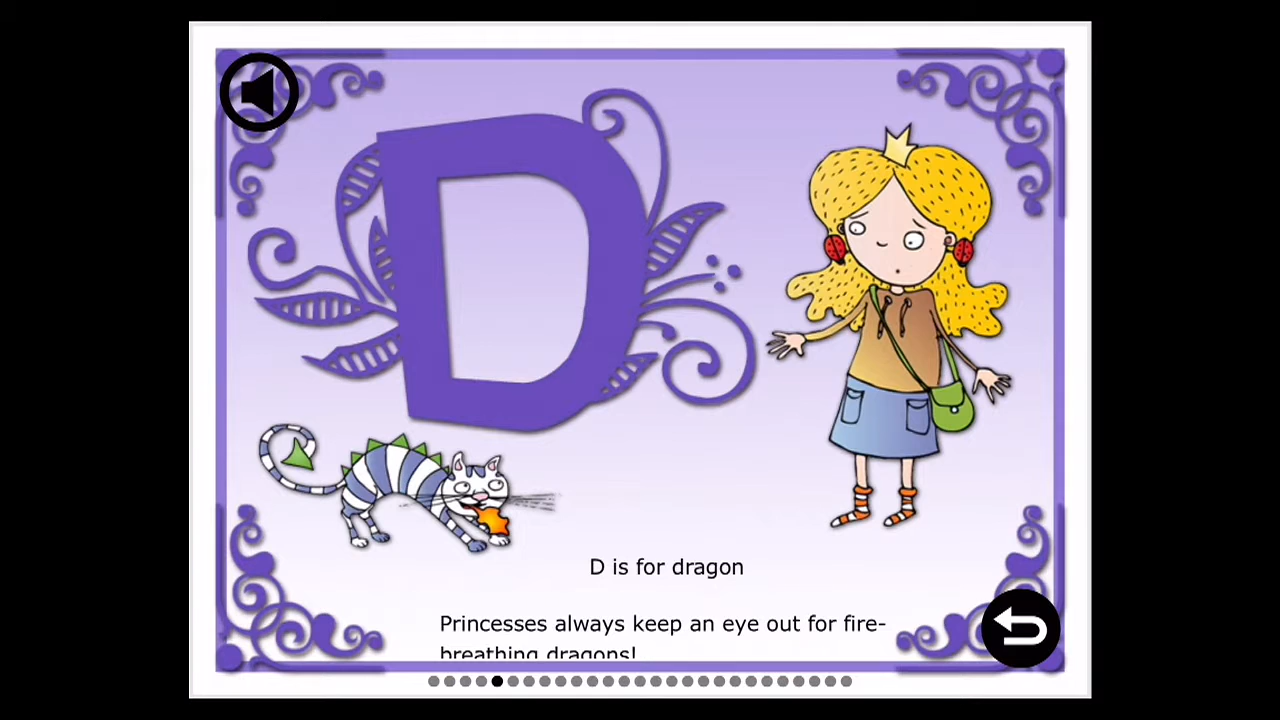 D
D is for dragon
Princesses always keep an eye out for fire-
breathing dragons!